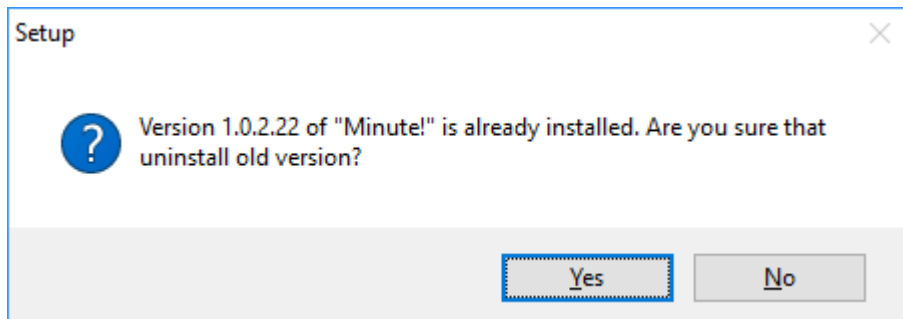 Setup
Version 1.0.2.22 of "Minute!" is already installed. Are you sure that
uninstall old version?
Yes
No